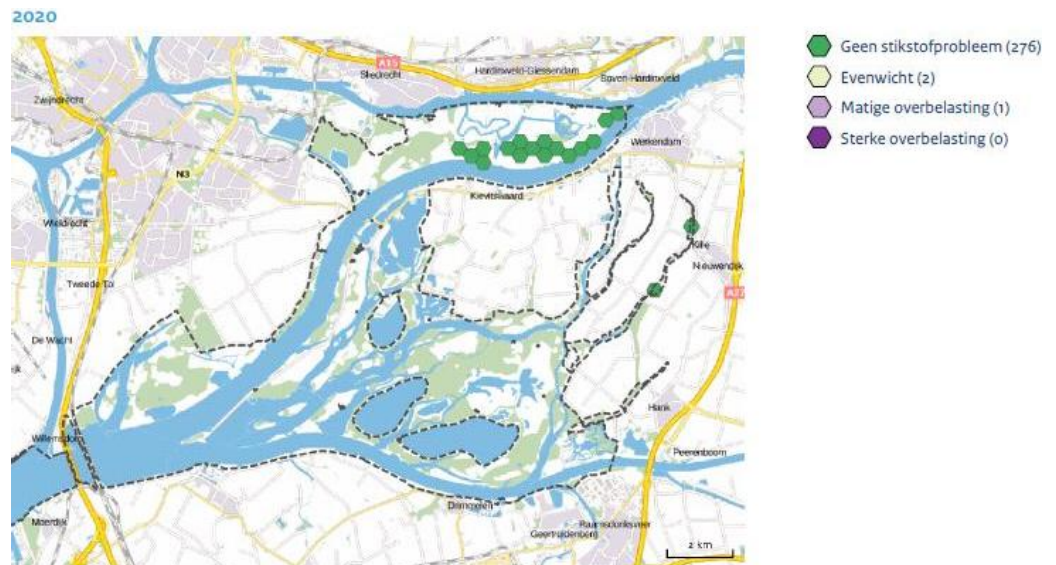 2020
A15
Sliedrecht
Hardinxveld-Giessendam
Boven-Hardinxveld
Zwijndrecht
Werkendam
N3
Kievitswaard
Wieldrecht
Kille
Nieuwendijk
Tweede Tol
A27
De Wacht
Hank
Willemsdorp
Peerenboom
Drimmelen
Moerdijk
Raamsdonksveer
Geertruidenberg
2 km
Geen stikstofprobleem (276)
Evenwicht (2)
Matige overbelasting (1)
Sterke overbelasting (0)